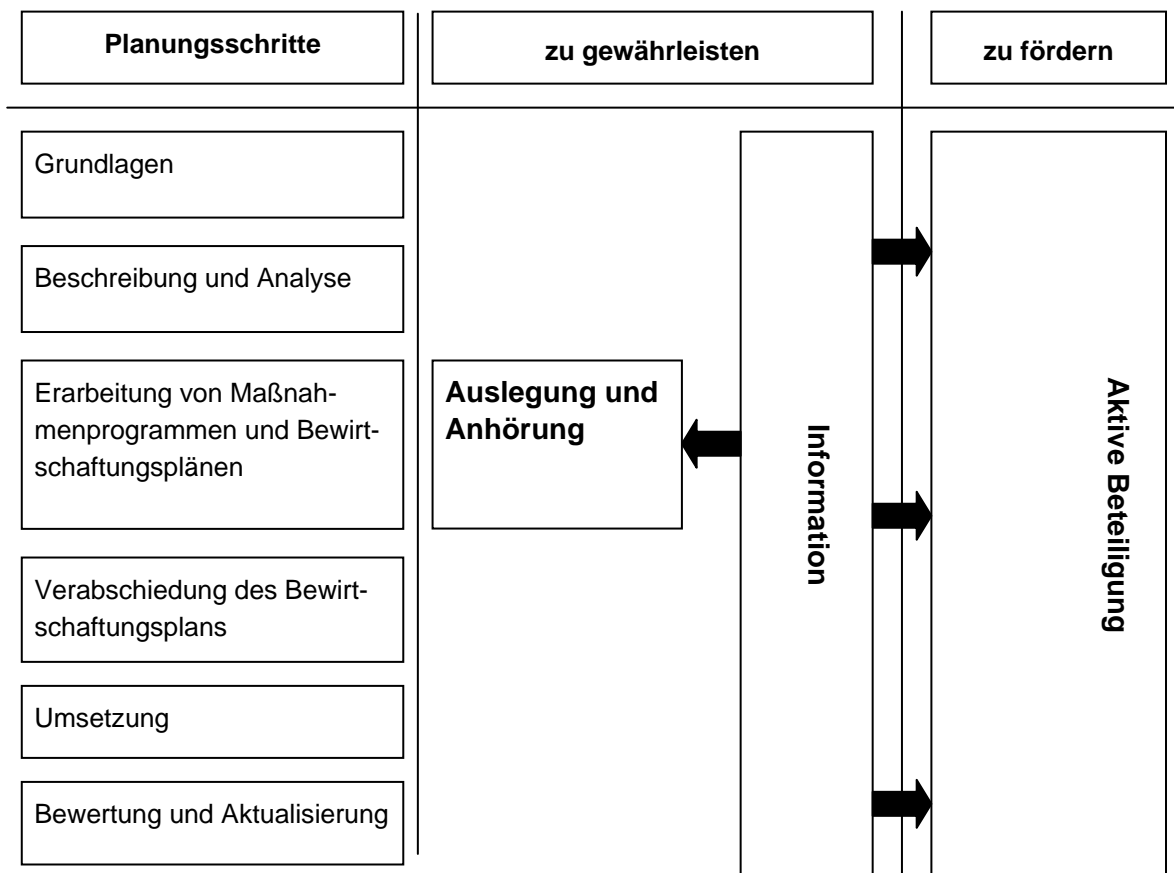 Planungsschritte
zu gewährleisten
zu fördern
Grundlagen
Beschreibung und Analyse
Erarbeitung von Maßnah-
menprogrammen und Bewirt-
schaftungsplänen
Auslegung und
Anhörung
Information
Aktive Beteiligung
Verabschiedung des Bewirt-
schaftungsplans
Umsetzung
Bewertung und Aktualisierung